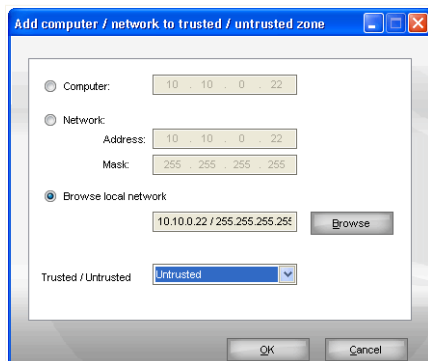 Add computer / network to trusted / untrusted zone
Computer: 10 . 10 . 0 . 22
Network:
Address: 10 . 10 . 0 . 22
Mask: 255 . 255 . 255 . 255
Browse local network
10.10.0.22 / 255.255.255.255 Browse
Trusted / Untrusted Untrusted
OK Cancel